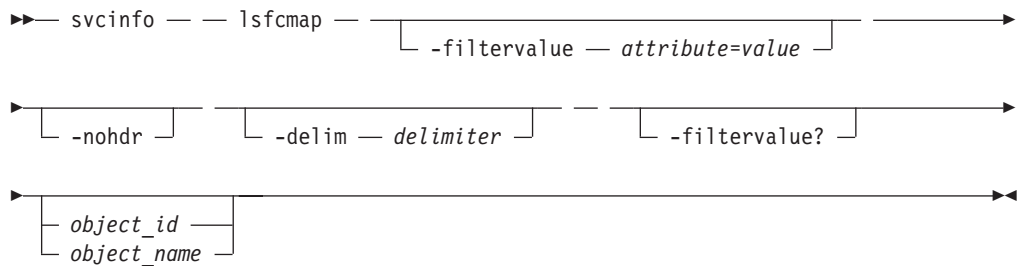 svcinfo lsfcmap
-filtervalue attribute=value
-nohdr -delim delimiter -filtervalue?
object_id
object_name